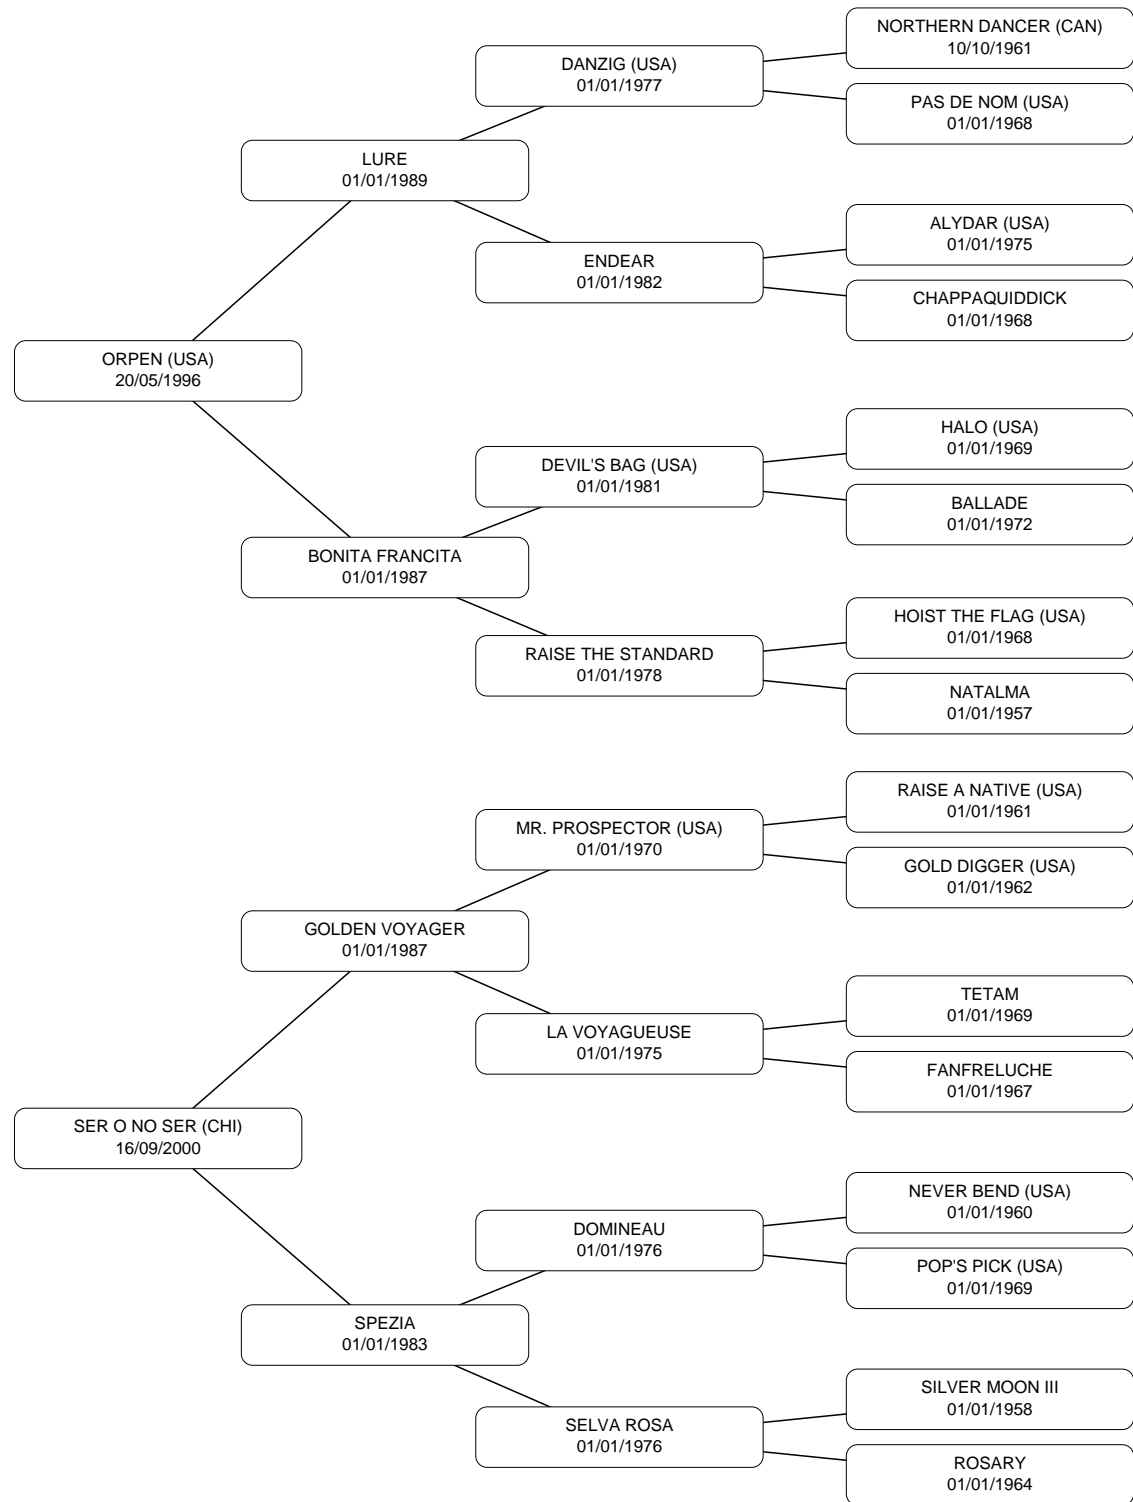 NORTHERN DANCER (CAN)
10/10/1961
DANZIG (USA)
01/01/1977
PAS DE NOM (USA)
01/01/1968
LURE
01/01/1989
ALYDAR (USA)
01/01/1975
ENDEAR
01/01/1982
CHAPPAQUIDDICK
01/01/1968
ORPEN (USA)
20/05/1996
HALO (USA)
01/01/1969
DEVIL'S BAG (USA)
01/01/1981
BALLADE
01/01/1972
BONITA FRANCITA
01/01/1987
HOIST THE FLAG (USA)
01/01/1968
RAISE THE STANDARD
01/01/1978
NATALMA
01/01/1957
RAISE A NATIVE (USA)
01/01/1961
MR. PROSPECTOR (USA)
01/01/1970
GOLD DIGGER (USA)
01/01/1962
GOLDEN VOYAGER
01/01/1987
TETAM
01/01/1969
LA VOYAGUEUSE
01/01/1975
FANFRELUCHE
01/01/1967
SER O NO SER (CHI)
16/09/2000
NEVER BEND (USA)
01/01/1960
DOMINEAU
01/01/1976
POP'S PICK (USA)
01/01/1969
SPEZIA
01/01/1983
SILVER MOON III
01/01/1958
SELVA ROSA
01/01/1976
ROSARY
01/01/1964